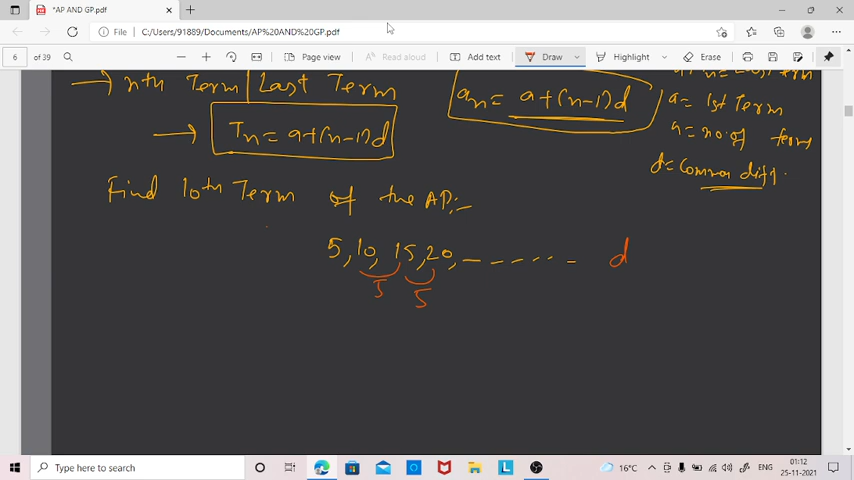 *AP AND GP.pdf
File | C:/Users/91889/Documents/AP%20AND%20GP.pdf
6 of 39 Page view Read aloud Add text Draw Highlight Erase
→ nth Term | Last Term
an = a+(n-1)d
a = 1st Term
→ Tn = a+(n-1)d
n = no. of terms
d = Common diff.
Find 10th Term of the AP:-
5, 10, 15, 20, - - - - - - d
5 5
Type here to search
L
16°C ENG
01:12
25-11-2021